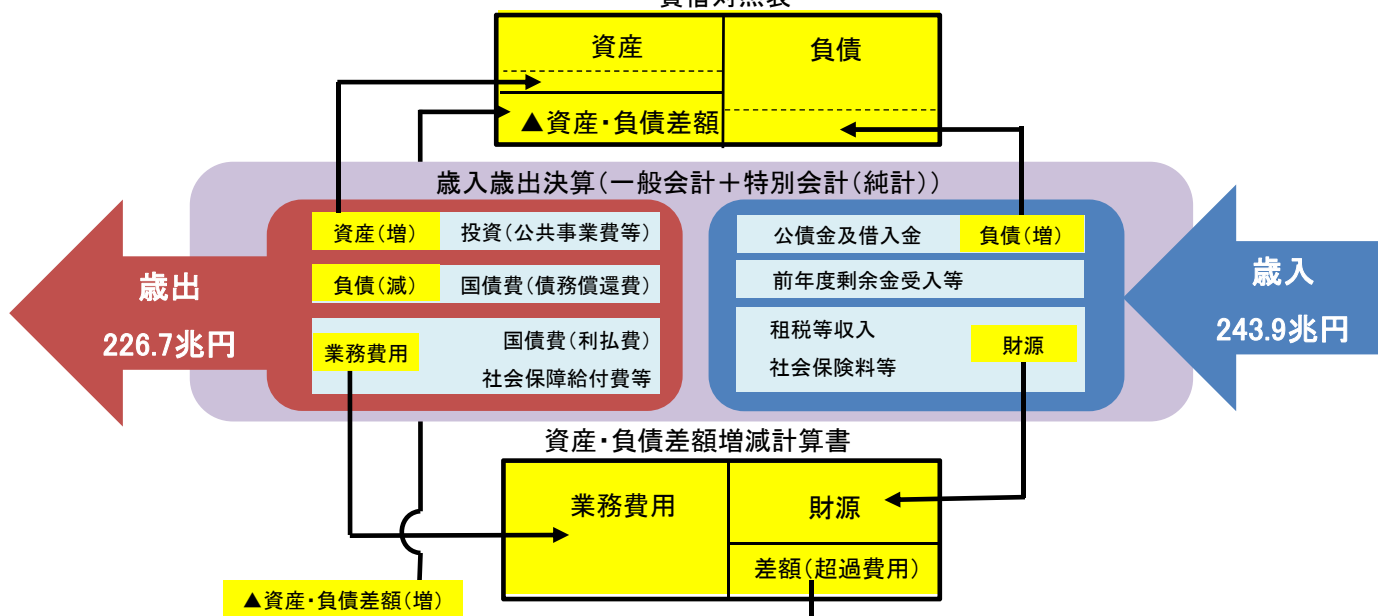 貸借対照表
資産
負債
▲資産・負債差額
歳入歳出決算(一般会計+特別会計(純計))
資産(増)
投資(公共事業費等)
負債(減)
国債費(債務償還費)
業務費用
国債費(利払費)
社会保障給付費等
公債金及借入金
負債(増)
前年度剰余金受入等
租税等収入
社会保険料等
財源
歳出
226.7兆円
歳入
243.9兆円
資産・負債差額増減計算書
業務費用
財源
差額(超過費用)
▲資産・負債差額(増)